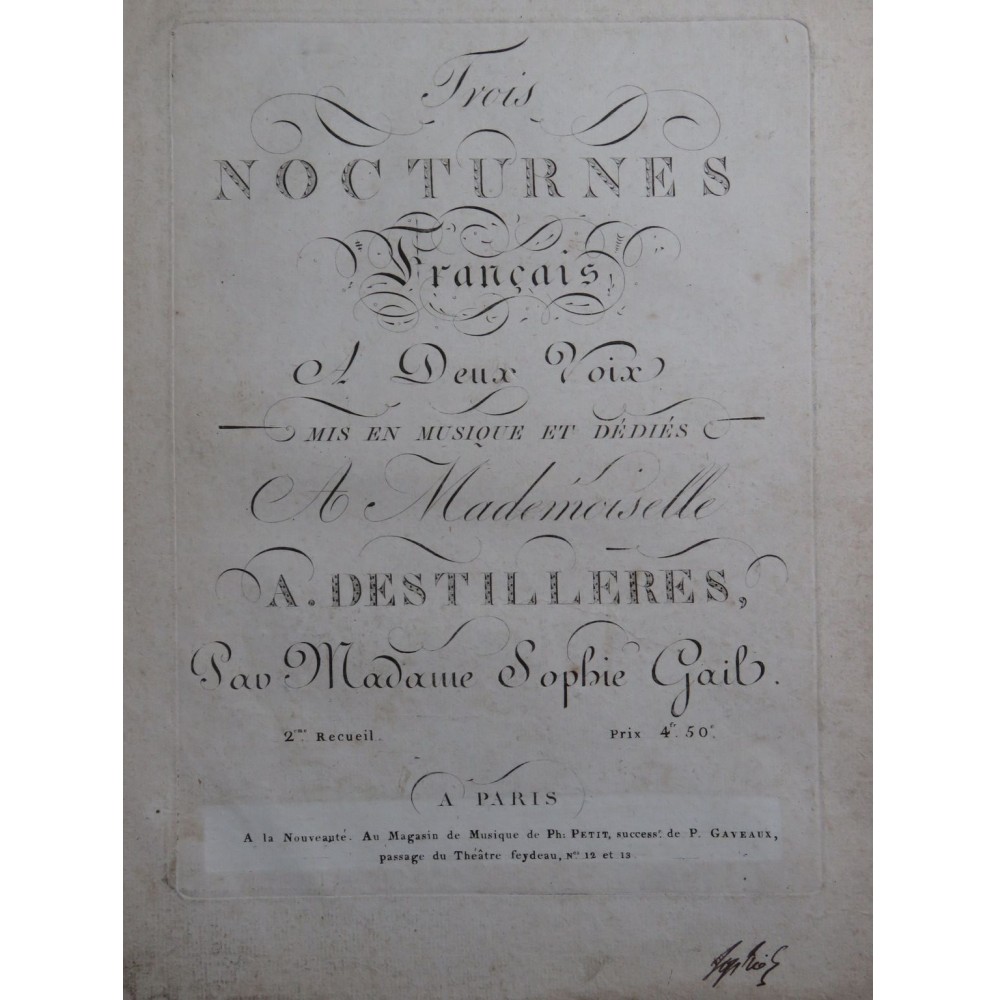 Trois
NOCTURNES
Français
A Deux Voix
MIS EN MUSIQUE ET DÉDIÉS
A Mademoiselle
A. DESTILLERES,
Par Madame Sophie Gail.
2.me Recueil. Prix 4.fr 50.c
A PARIS
A la Nouveauté. Au Magasin de Musique de Ph: PETIT, success.r de P. GAVEAUX,
passage du Théâtre feydeau, N.os 12 et 13